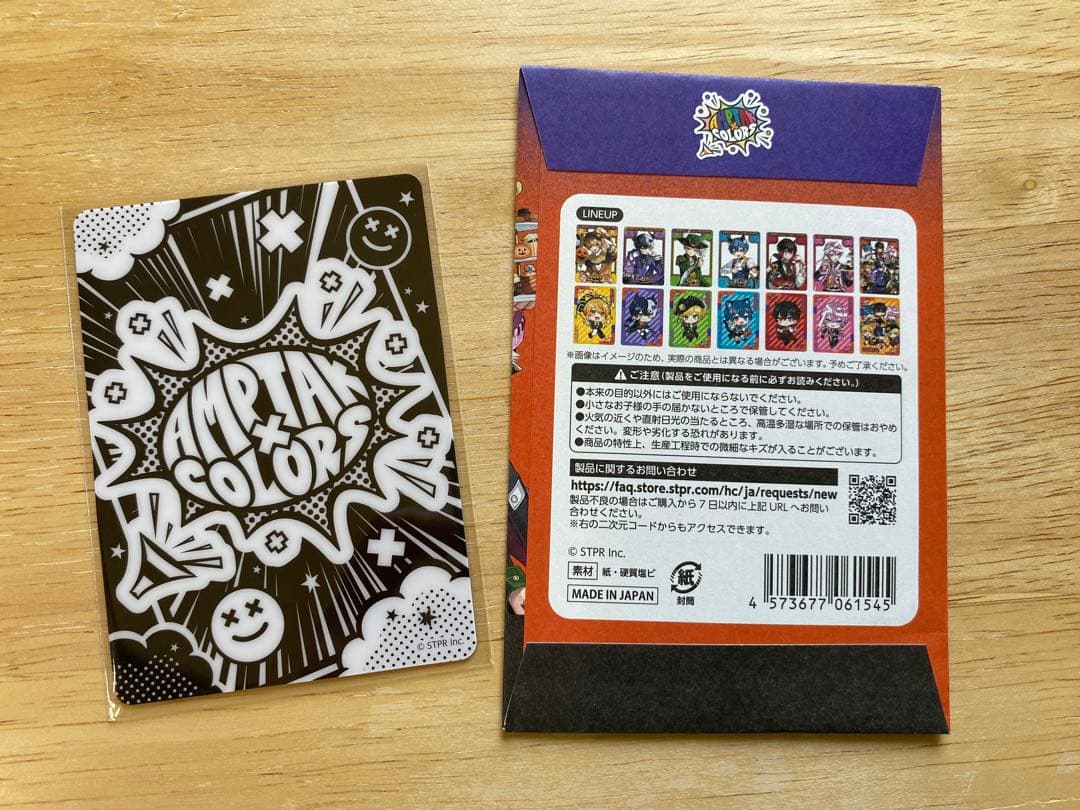 AMPTAK
×
COLORS
© STPR Inc.
AMPTAK
×
COLORS
LINEUP
※画像はイメージのため、実際の商品とは異なる場合がございます。予めご了承ください。
ご注意(製品をご使用になる前に必ずお読みください。)
●本来の目的以外にはご使用にならないでください。
●小さなお子様の手の届かないところで保管してください。
●火気の近くや直射日光の当たるところ、高温多湿な場所での保管はおやめ
ください。変形や劣化する恐れがあります。
●商品の特性上、生産工程時での微細なキズが入ることがございます。
製品に関するお問い合わせ
https://faq.store.stpr.com/hc/ja/requests/new
製品不良の場合はご購入から7日以内に上記URLへお問い
合わせください。
※右の二次元コードからもアクセスできます。
© STPR Inc.
素材 紙・硬質塩ビ
MADE IN JAPAN
紙
封筒
4 573677 061545